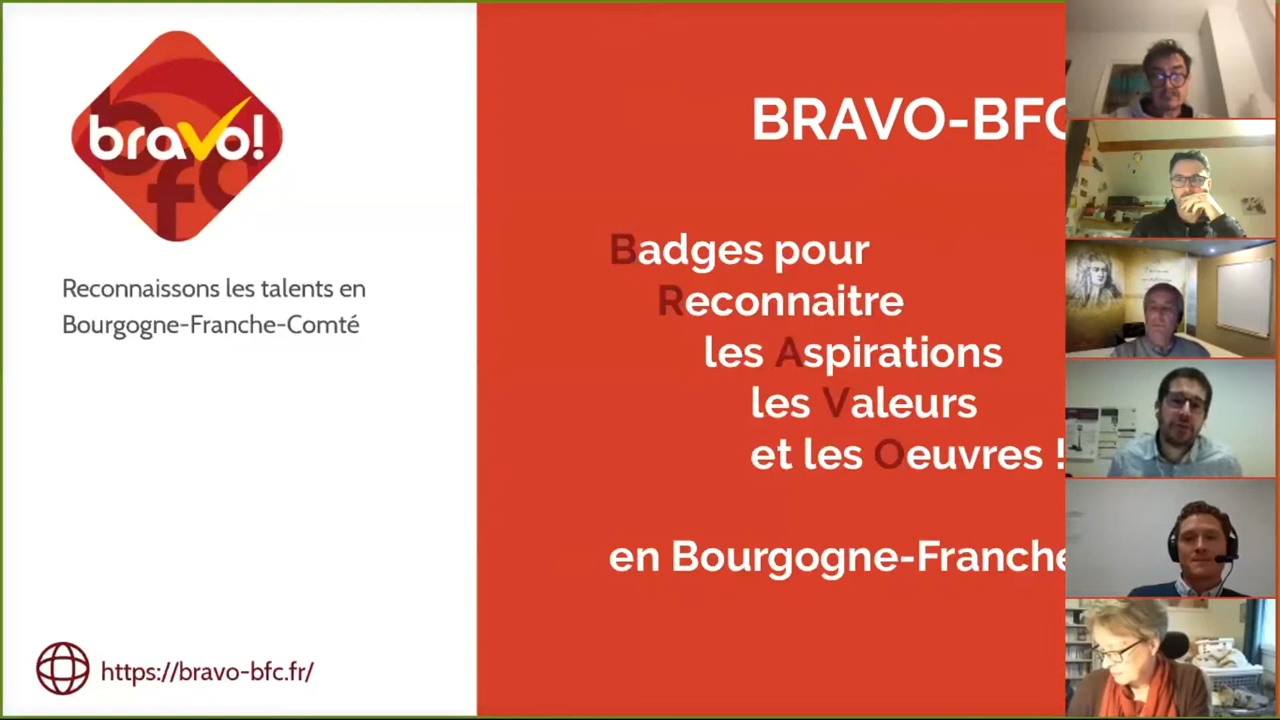 bravo!
bfc
Reconnaissons les talents en
Bourgogne-Franche-Comté
https://bravo-bfc.fr/
BRAVO-BFC
Badges pour
Reconnaitre
les Aspirations
les Valeurs
et les Oeuvres !
en Bourgogne-Franche